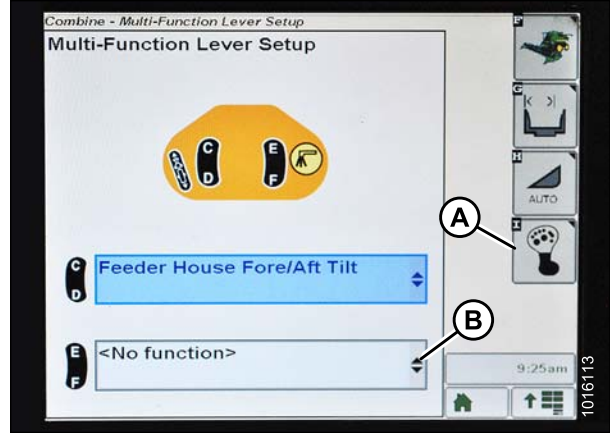 Combine - Multi-Function Lever Setup
Multi-Function Lever Setup
F
G
H
AUTO
I
A
C
D
E
F
C
D
Feeder House Fore/Aft Tilt
B
E
F
<No function>
9:25am
1016113